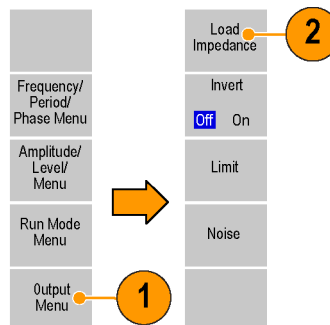 Frequency/
Period/
Phase Menu
Amplitude/
Level/
Menu
Run Mode
Menu
Output
Menu
1
Load
Impedance
2
Invert
Off On
Limit
Noise